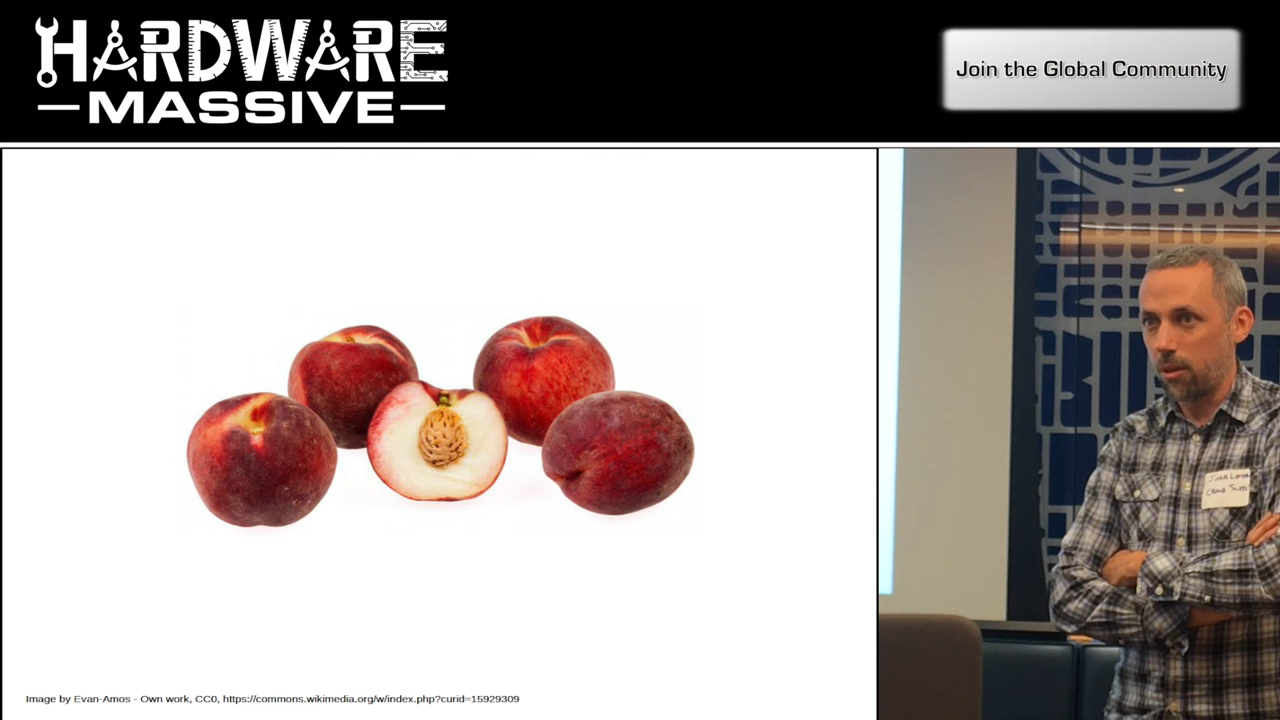 HARDWARE
MASSIVE
Join the Global Community
Image by Evan-Amos - Own work, CC0, https://commons.wikimedia.org/w/index.php?curid=15929309